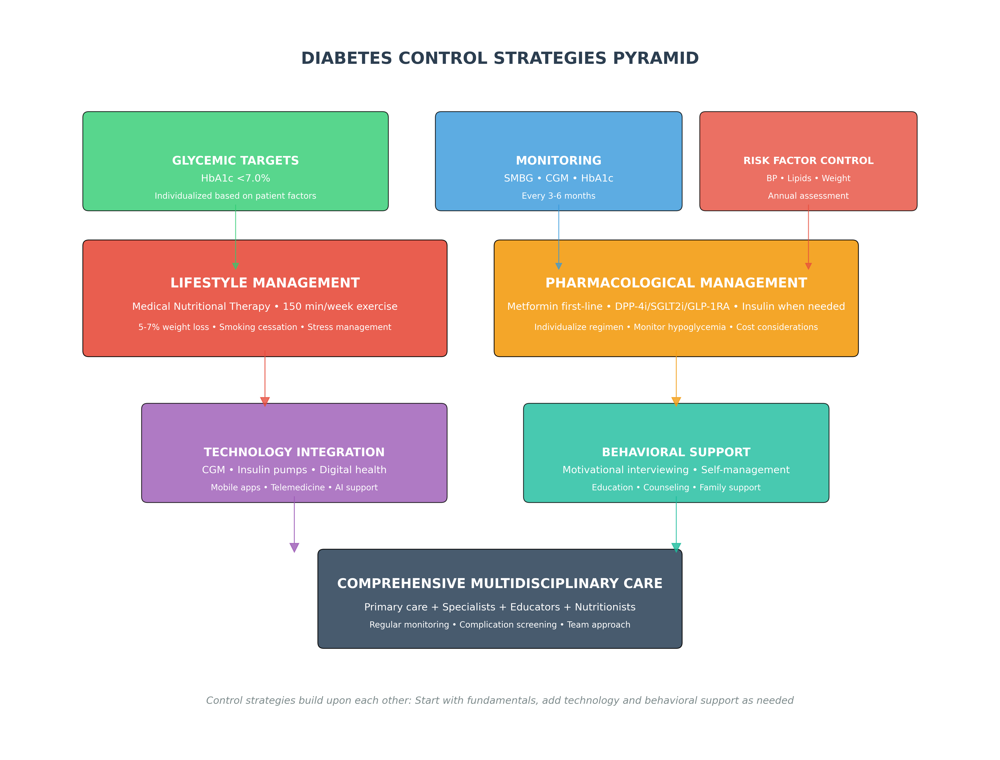 DIABETES CONTROL STRATEGIES PYRAMID
GLYCEMIC TARGETS
HbA1c <7.0%
Individualized based on patient factors
MONITORING
SMBG • CGM • HbA1c
Every 3-6 months
RISK FACTOR CONTROL
BP • Lipids • Weight
Annual assessment
LIFESTYLE MANAGEMENT
Medical Nutritional Therapy • 150 min/week exercise
5-7% weight loss • Smoking cessation • Stress management
PHARMACOLOGICAL MANAGEMENT
Metformin first-line • DPP-4i/SGLT2i/GLP-1RA • Insulin when needed
Individualize regimen • Monitor hypoglycemia • Cost considerations
TECHNOLOGY INTEGRATION
CGM • Insulin pumps • Digital health
Mobile apps • Telemedicine • AI support
BEHAVIORAL SUPPORT
Motivational interviewing • Self-management
Education • Counseling • Family support
COMPREHENSIVE MULTIDISCIPLINARY CARE
Primary care + Specialists + Educators + Nutritionists
Regular monitoring • Complication screening • Team approach
Control strategies build upon each other: Start with fundamentals, add technology and behavioral support as needed